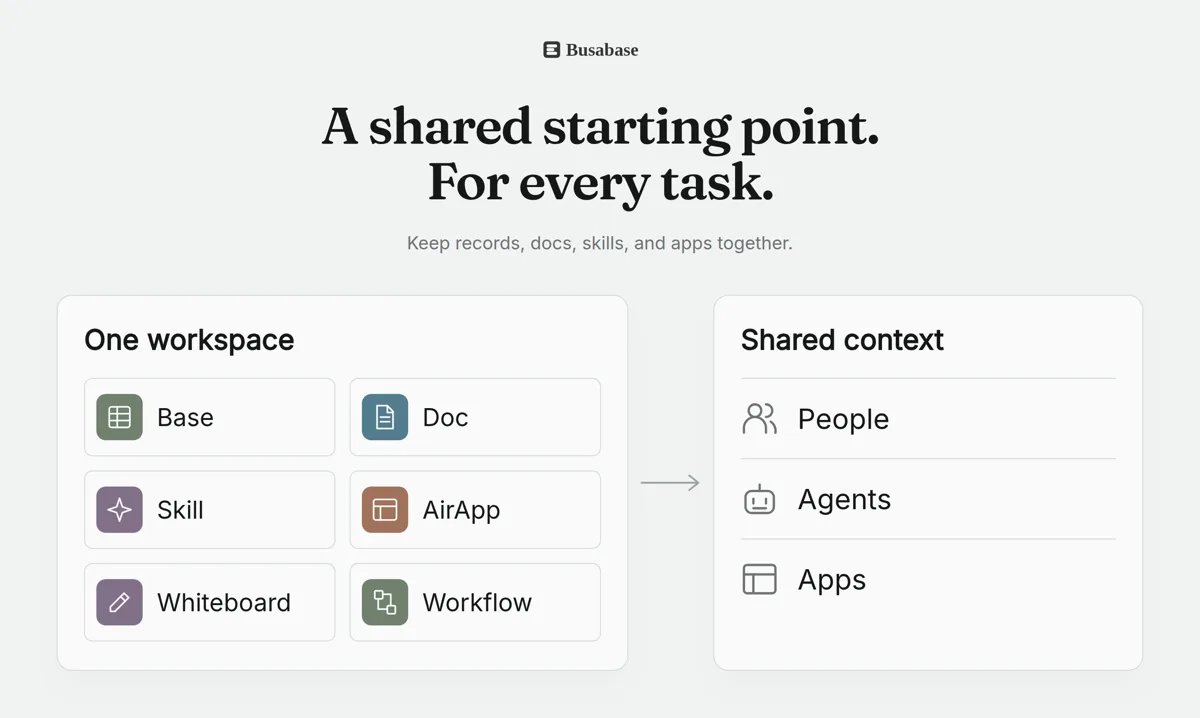 Busabase
A shared starting point.
For every task.
Keep records, docs, skills, and apps together.
One workspace
Base
Doc
Skill
AirApp
Whiteboard
Workflow
Shared context
People
Agents
Apps